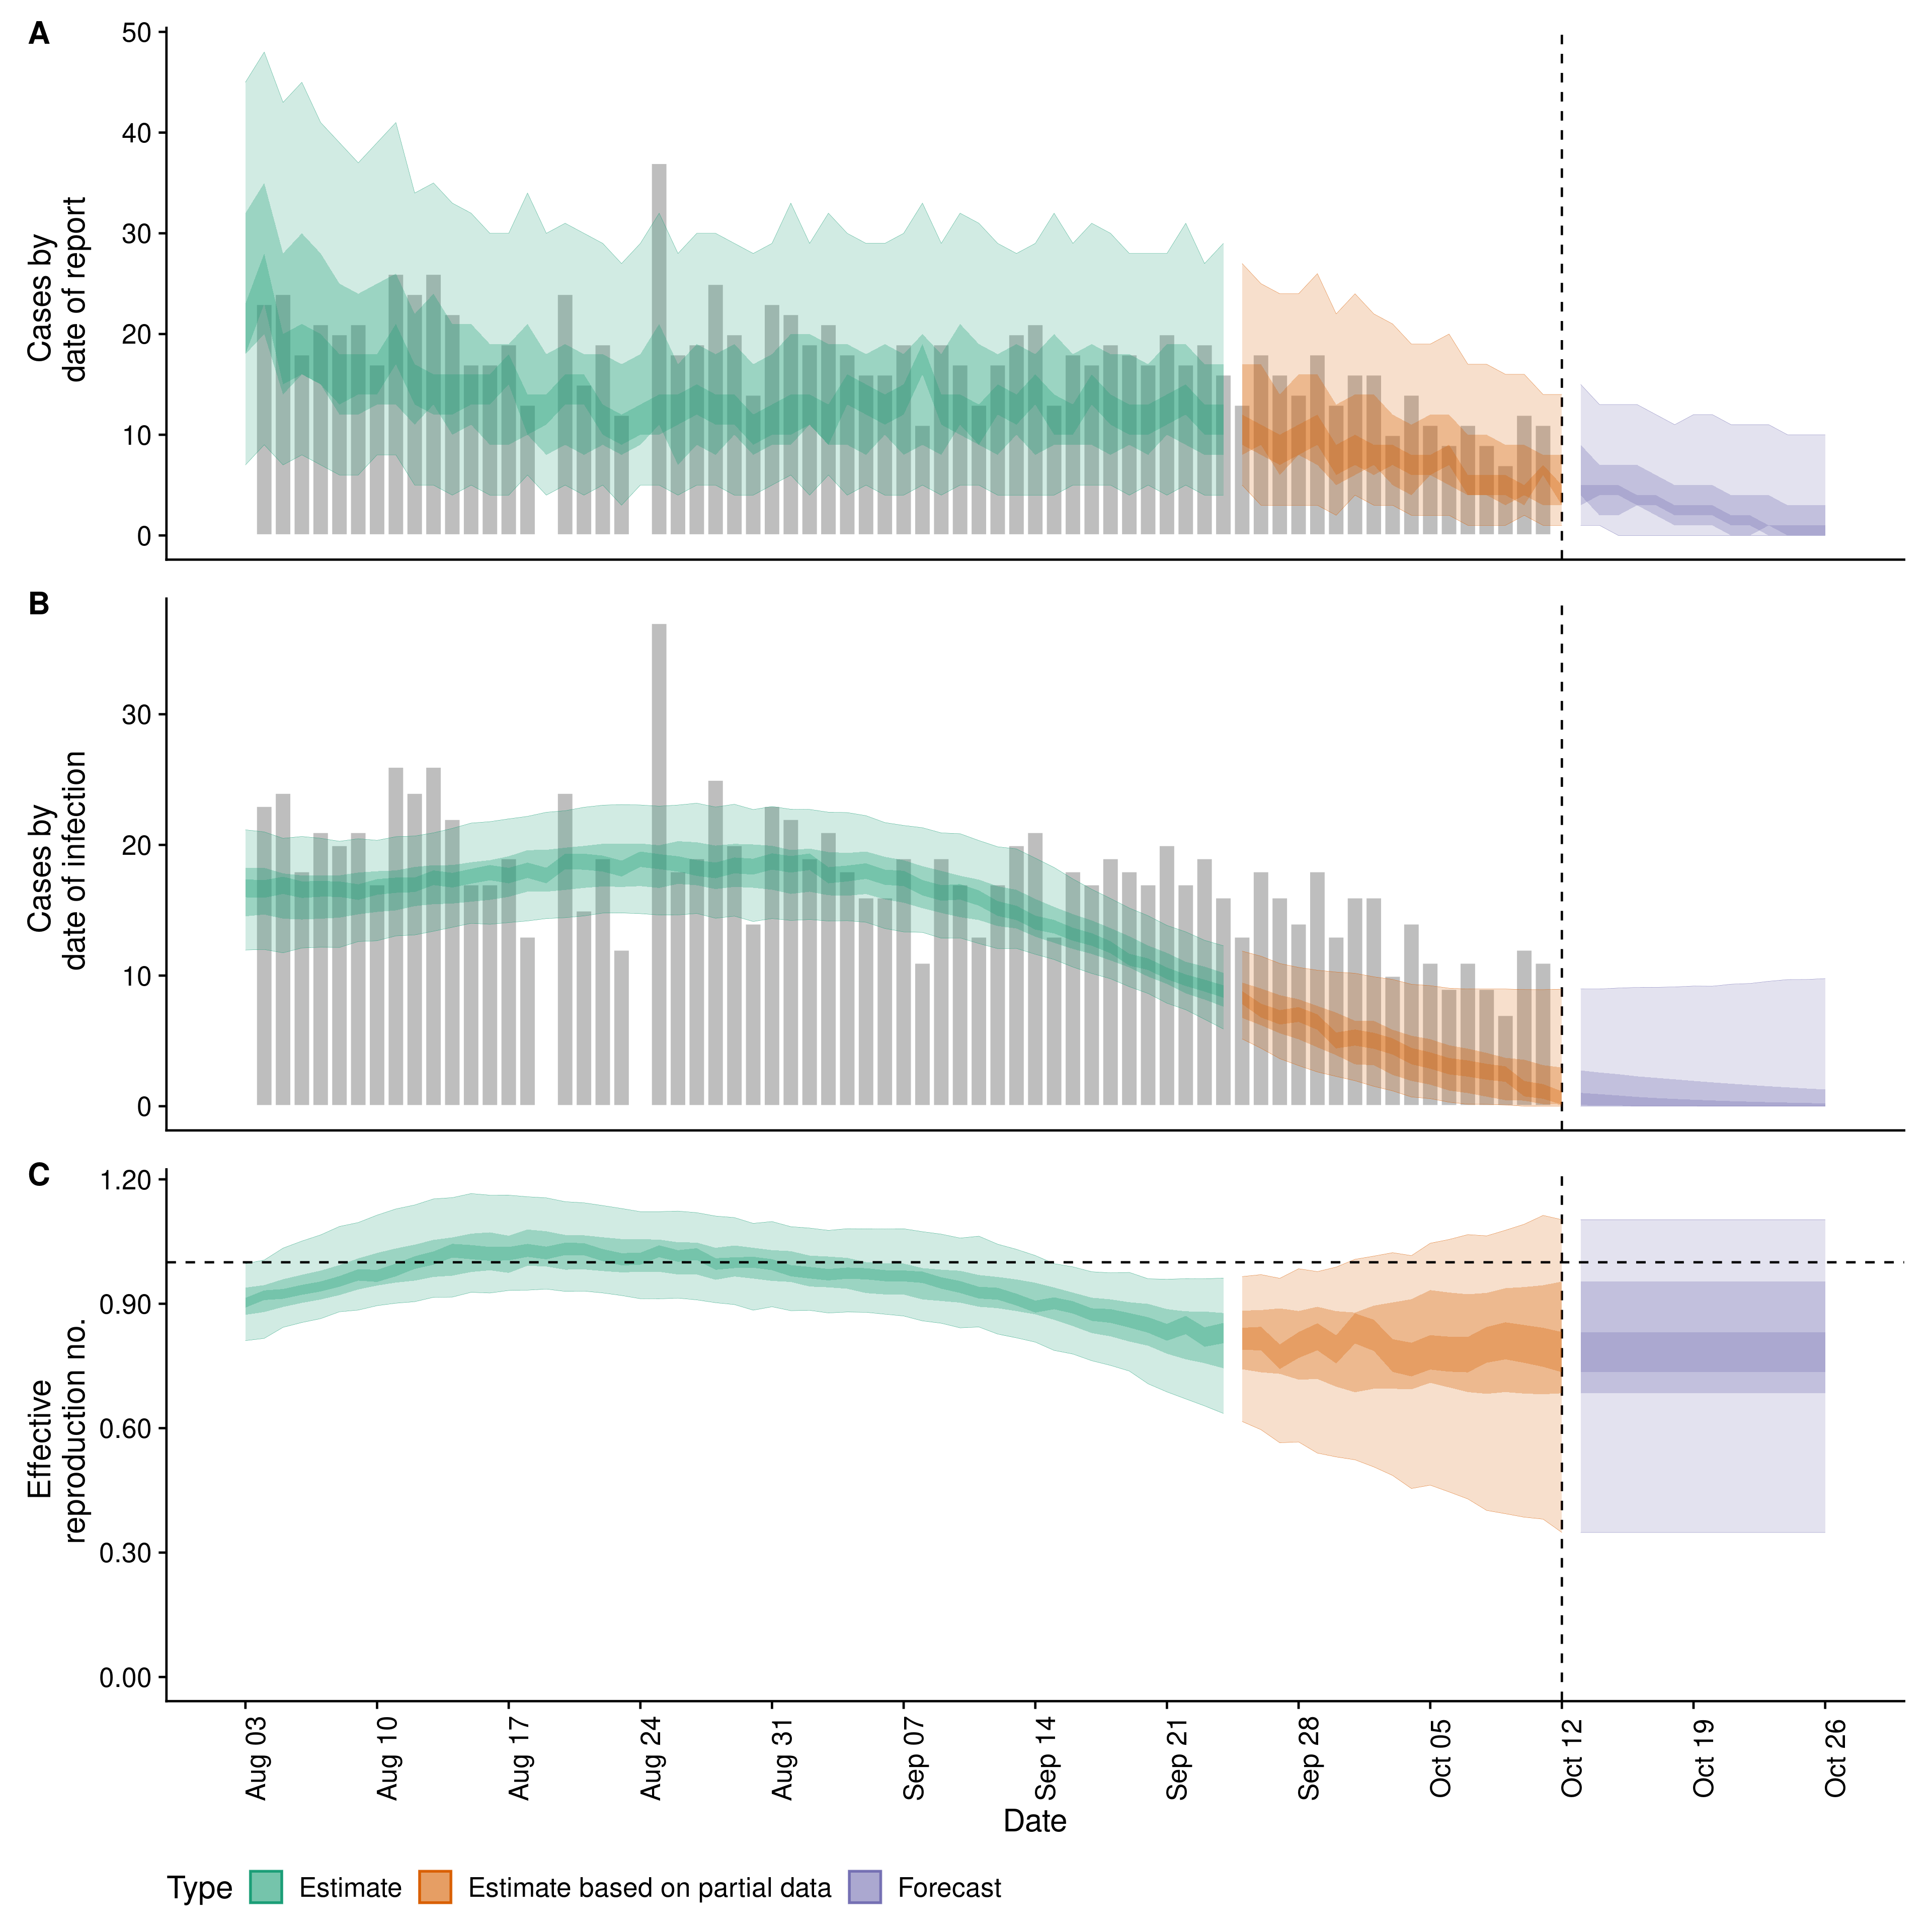 A
50
40
30
20
10
0
Cases by
date of report
B
30
20
10
0
Cases by
date of infection
C
1.20
0.90
0.60
0.30
0.00
Effective
reproduction no.
Aug 03
Aug 10
Aug 17
Aug 24
Aug 31
Sep 07
Sep 14
Sep 21
Sep 28
Oct 05
Oct 12
Oct 19
Oct 26
Date
Type Estimate Estimate based on partial data Forecast